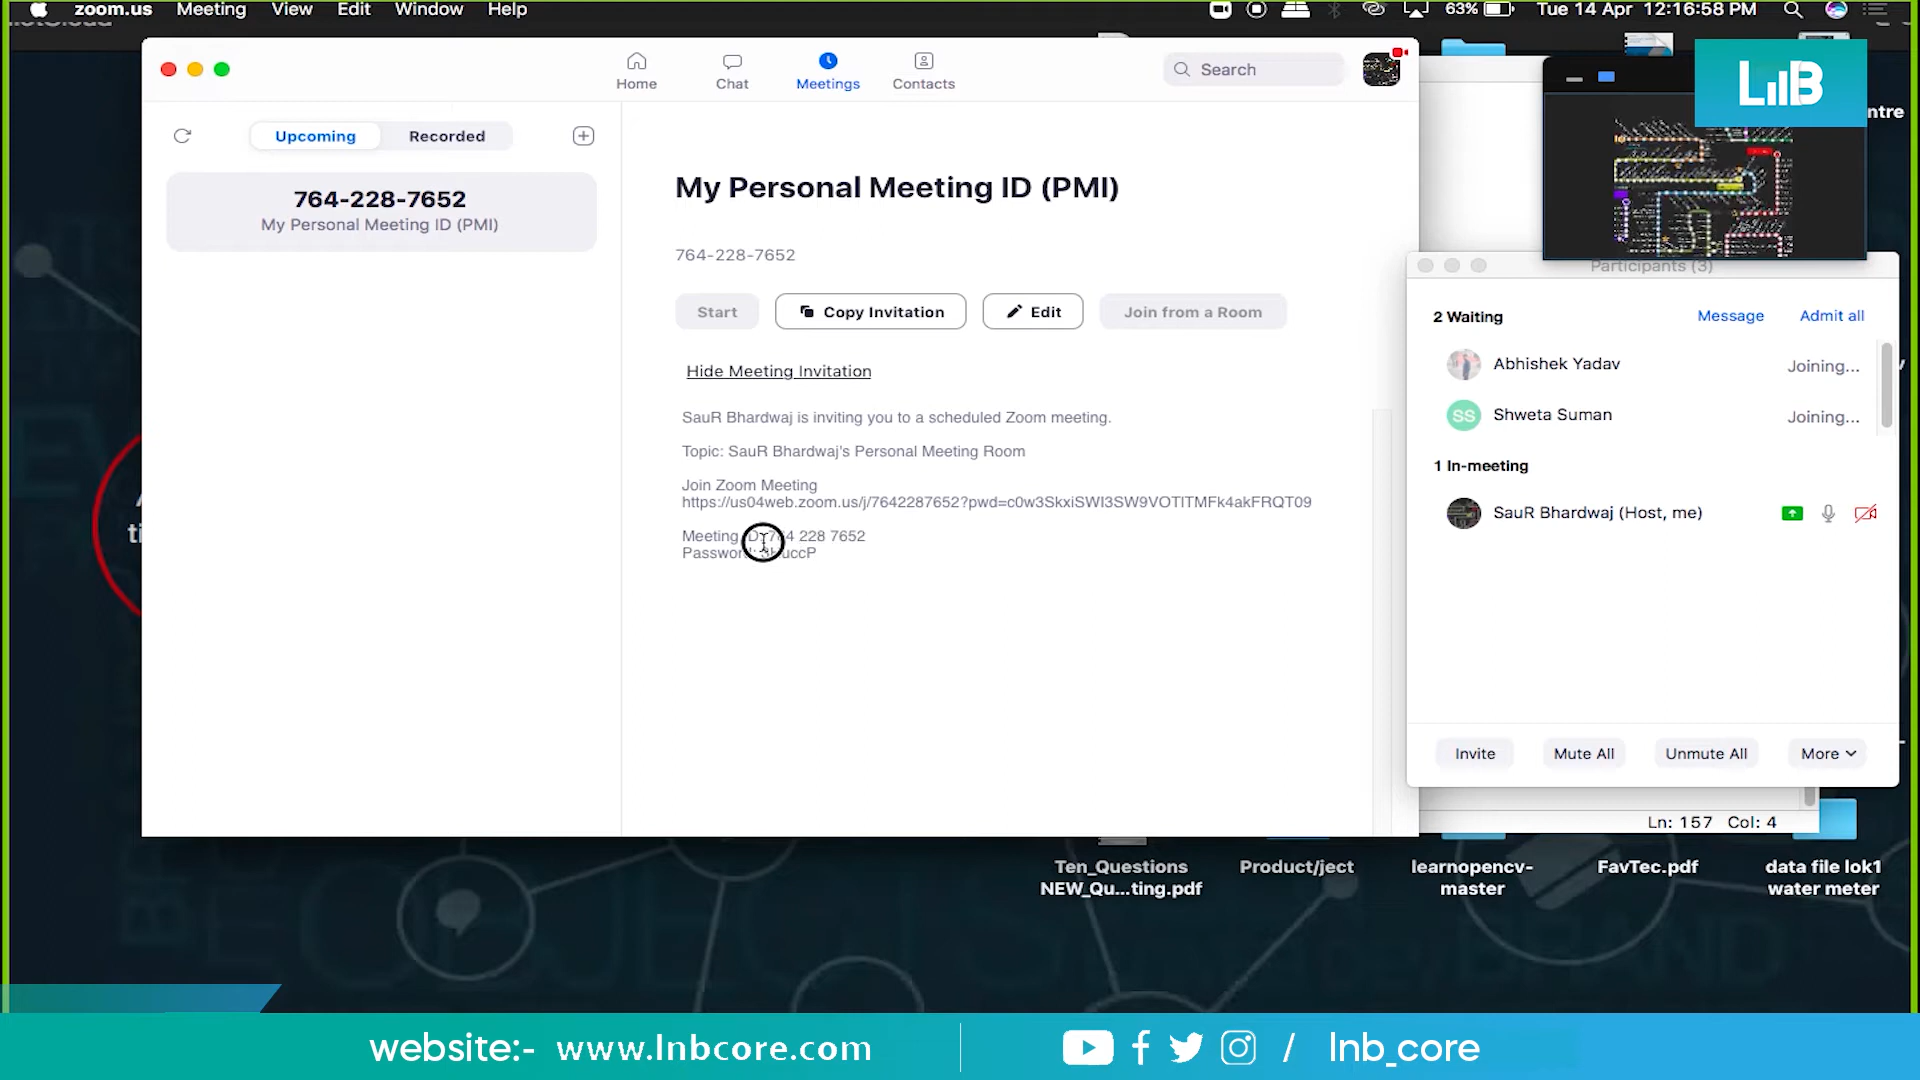 zoom.us Meeting View Edit Window Help
63% Tue 14 Apr 12:16:58 PM
Home
Chat
Meetings
Contacts
Search
LnB
ntre
Upcoming
Recorded
764-228-7652
My Personal Meeting ID (PMI)
My Personal Meeting ID (PMI)
764-228-7652
Start
Copy Invitation
Edit
Join from a Room
Hide Meeting Invitation
SauR Bhardwaj is inviting you to a scheduled Zoom meeting.
Topic: SauR Bhardwaj's Personal Meeting Room
Join Zoom Meeting
https://us04web.zoom.us/j/7642287652?pwd=c0w3SkxiSWI3SW9VOTlTMFk4akFRQT09
Meeting 228 7652
Participants (3)
2 Waiting
Message
Admit all
Abhishek Yadav
Joining...
SS
Shweta Suman
Joining...
1 In-meeting
SauR Bhardwaj (Host, me)
Invite
Mute All
Unmute All
More
Ln: 157 Col: 4
Ten_Questions
NEW_Qu...ting.pdf
Product/ject
learnopencv-
master
FavTec.pdf
data file lok1
water meter
website:- www.lnbcore.com
/ lnb_core